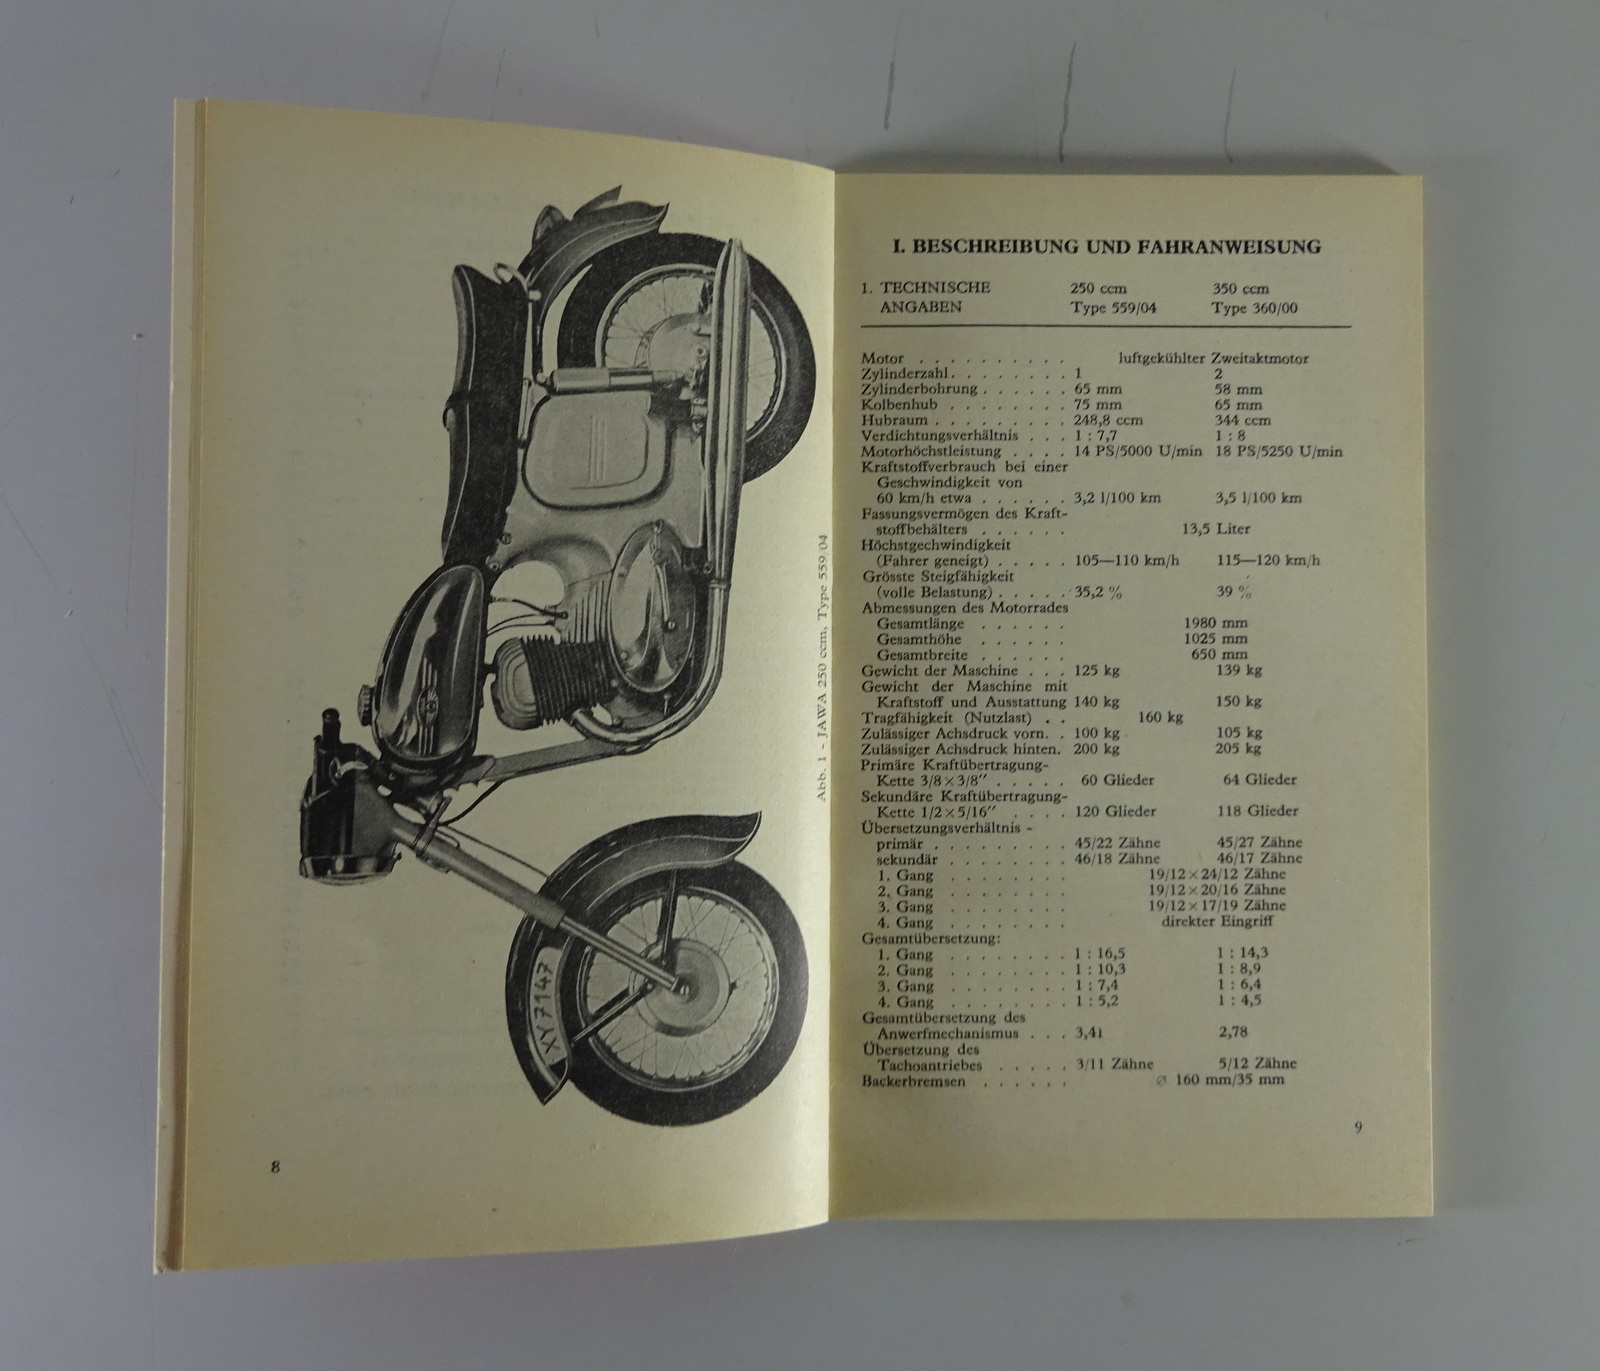 XY 7147
Abb. 1 - JAWA 250 ccm, Type 559/04
8
I. BESCHREIBUNG UND FAHRANWEISUNG
1. TECHNISCHE 250 ccm 350 ccm
ANGABEN Type 559/04 Type 360/00
Motor . . . . . . . . . . luftgekühlter Zweitaktmotor
Zylinderzahl . . . . . . . . 1 2
Zylinderbohrung . . . . . . 65 mm 58 mm
Kolbenhub . . . . . . . . 75 mm 65 mm
Hubraum . . . . . . . . . 248,8 ccm 344 ccm
Verdichtungsverhältnis . . . 1 : 7,7 1 : 8
Motorhöchstleistung . . . . 14 PS/5000 U/min 18 PS/5250 U/min
Kraftstoffverbrauch bei einer
Geschwindigkeit von
60 km/h etwa . . . . . . 3,2 l/100 km 3,5 l/100 km
Fassungsvermögen des Kraft-
stoffbehälters . . . . . . 13,5 Liter
Höchstgechwindigkeit
(Fahrer geneigt) . . . . . 105—110 km/h 115—120 km/h
Grösste Steigfähigkeit
(volle Belastung) . . . . . 35,2 % 39 %
Abmessungen des Motorrades
Gesamtlänge . . . . . . 1980 mm
Gesamthöhe . . . . . . 1025 mm
Gesamtbreite . . . . . . 650 mm
Gewicht der Maschine . . . 125 kg 139 kg
Gewicht der Maschine mit
Kraftstoff und Ausstattung 140 kg 150 kg
Tragfähigkeit (Nutzlast) . . 160 kg
Zulässiger Achsdruck vorn. . 100 kg 105 kg
Zulässiger Achsdruck hinten. 200 kg 205 kg
Primäre Kraftübertragung-
Kette 3/8×3/8″ . . . . . 60 Glieder 64 Glieder
Sekundäre Kraftübertragung-
Kette 1/2×5/16″ . . . . 120 Glieder 118 Glieder
Übersetzungsverhältnis -
primär . . . . . . . . . 45/22 Zähne 45/27 Zähne
sekundär . . . . . . . . 46/18 Zähne 46/17 Zähne
1. Gang . . . . . . . . 19/12×24/12 Zähne
2. Gang . . . . . . . . 19/12×20/16 Zähne
3. Gang . . . . . . . . 19/12×17/19 Zähne
4. Gang . . . . . . . . direkter Eingriff
Gesamtübersetzung:
1. Gang . . . . . . . . 1 : 16,5 1 : 14,3
2. Gang . . . . . . . . 1 : 10,3 1 : 8,9
3. Gang . . . . . . . . 1 : 7,4 1 : 6,4
4. Gang . . . . . . . . 1 : 5,2 1 : 4,5
Gesamtübersetzung des
Anwerfmechanismus . . . 3,41 2,78
Übersetzung des
Tachoantriebes . . . . . 3/11 Zähne 5/12 Zähne
Backerbremsen . . . . . . ∅ 160 mm/35 mm
9